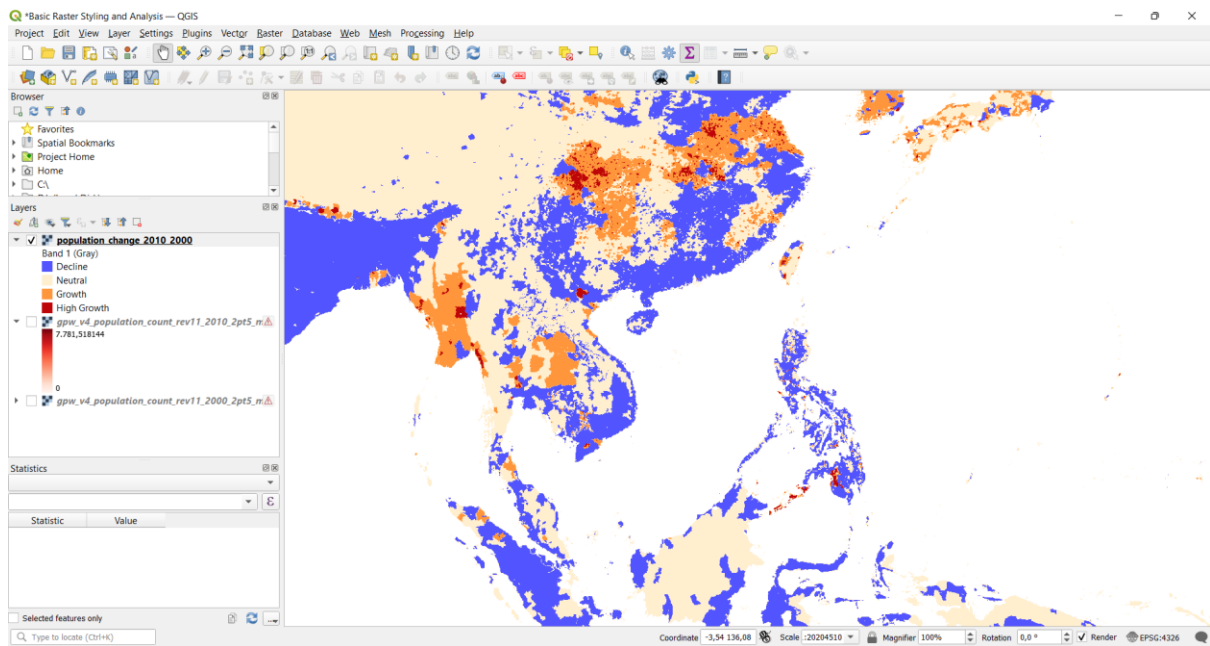 *Basic Raster Styling and Analysis — QGIS
Project Edit View Layer Settings Plugins Vector Raster Database Web Mesh Processing Help
Browser
Favorites
Spatial Bookmarks
Project Home
Home
C:\
Layers
population_change_2010_2000
Band 1 (Gray)
Decline
Neutral
Growth
High Growth
gpw_v4_population_count_rev11_2010_2pt5_m
7.781,518144
0
gpw_v4_population_count_rev11_2000_2pt5_m
Statistics
Statistic Value
Selected features only
Type to locate (Ctrl+K)
Coordinate -3,54 136,08 Scale :20204510 Magnifier 100% Rotation 0,0 ° Render EPSG:4326